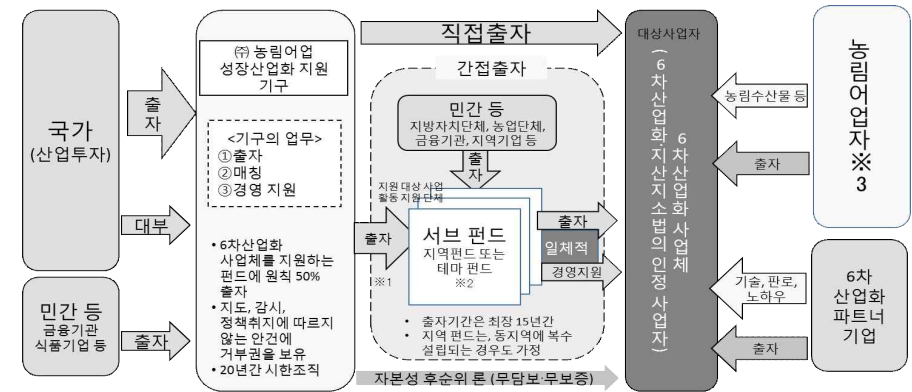 국가
(산업투자)
민간 등
금융기관
식품기업 등
출
자
대부
출자
㈜ 농림어업
성장산업화 지원
기구
<기구의 업무>
①출자
②매칭
③경영 지원
• 6차산업화
사업체를 지원하는
펀드에 원칙 50%
출자
• 지도, 감시,
정책취지에 따르지
않는 안건에
거부권을 보유
• 20년간 시한조직
직접출자
간접출자
민간 등
지방자치단체, 농업단체,
금융기관, 지역기업 등
출
자
지원 대상 사업
활동 지원 단체
출자
※1
서브 펀드
지역펀드 또는
테마 펀드
※2
출자
일체적
경영지원
• 출자기간은 최장 15년간
• 지역 펀드는, 동지역에 복수
설립되는 경우도 가정
자본성 후순위 론 (무담보·무보증)
대상사업자
6차산업화 사업체
(6차산업화·지산지소법의 인정 사업자)
농림수산물 등
출자
기술, 판로,
노하우
출자
농림어업자※3
6차
산업화
파트너
기업